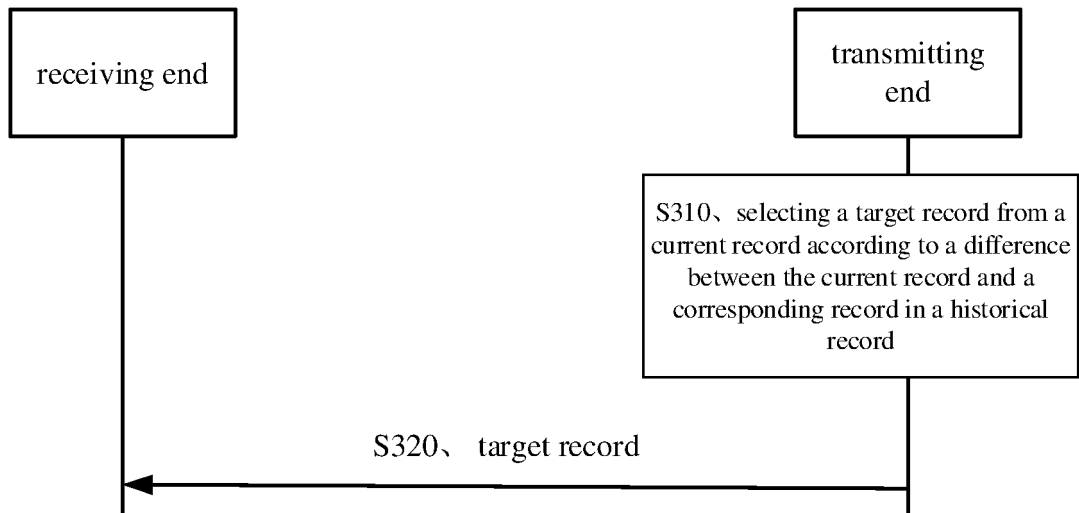 receiving end
transmitting
end
S310、selecting a target record from a
current record according to a difference
between the current record and a
corresponding record in a historical
record
S320、 target record